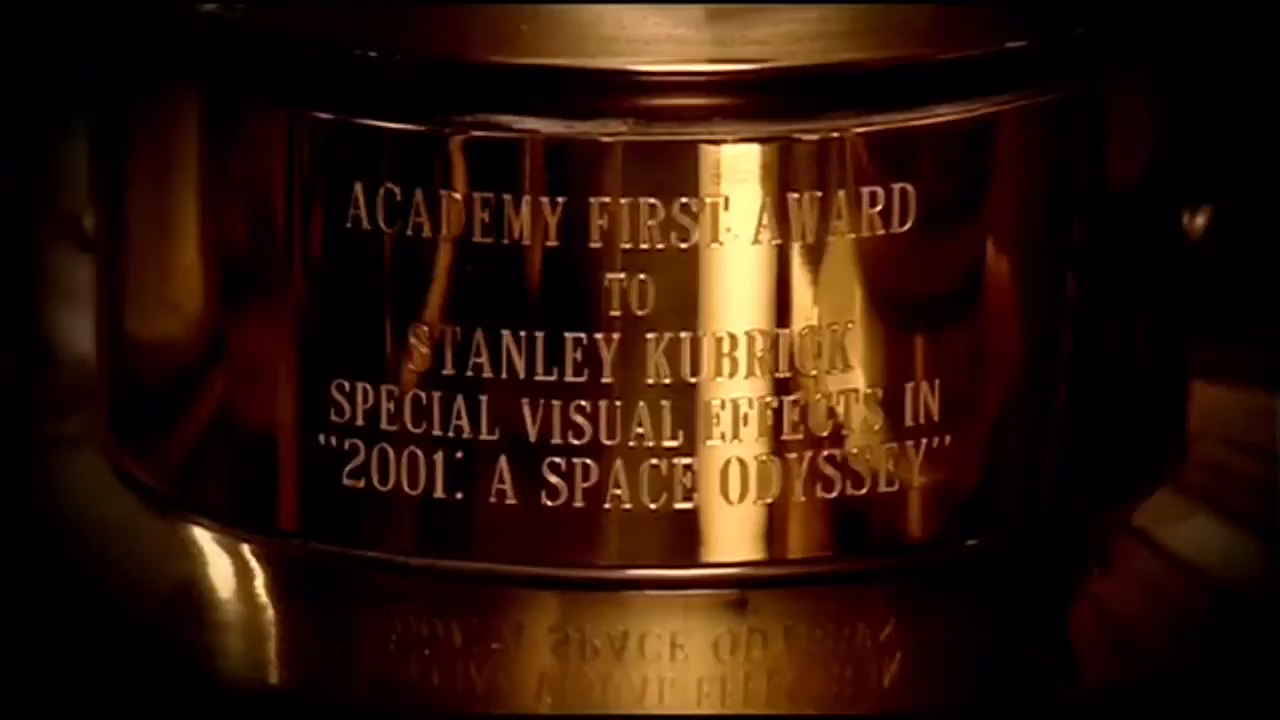 ACADEMY FIRST AWARD
TO
STANLEY KUBRICK
SPECIAL VISUAL EFFECTS IN
"2001: A SPACE ODYSSEY"